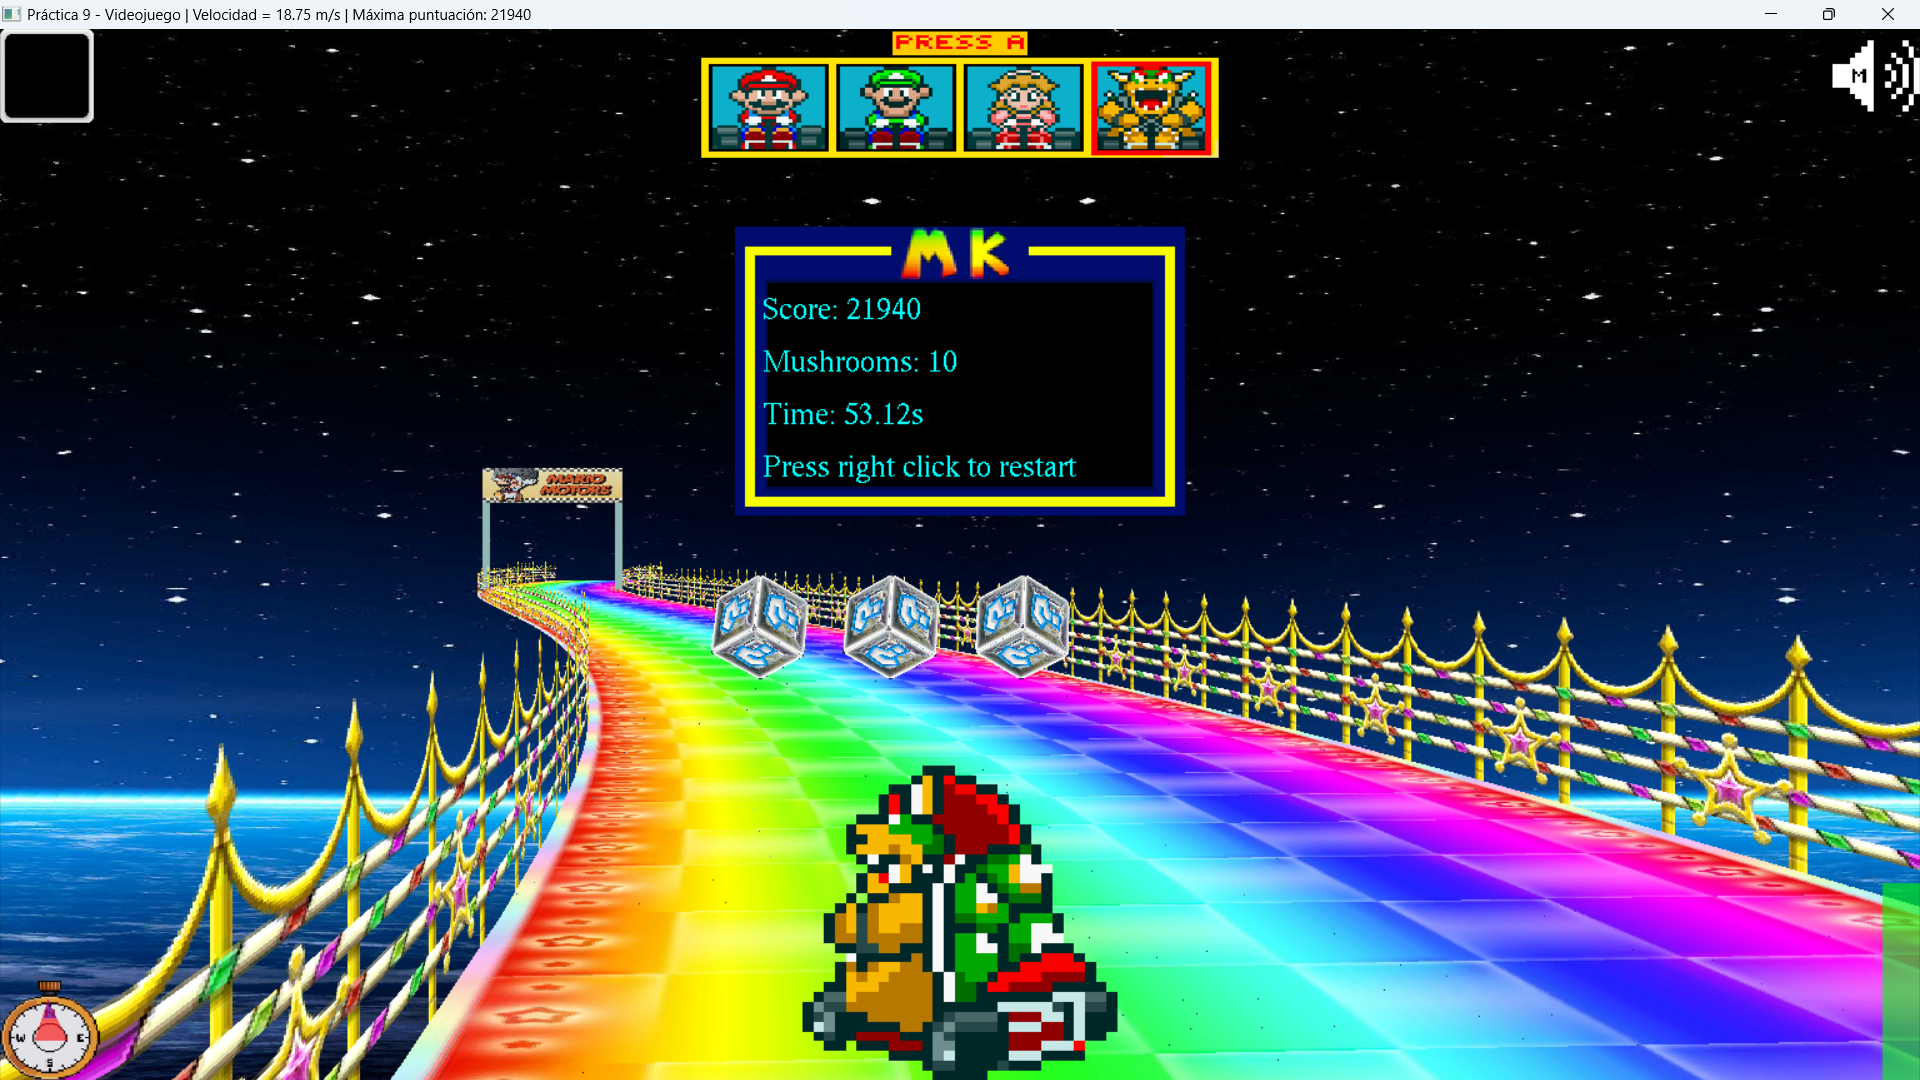 Práctica 9 - Videojuego | Velocidad = 18.75 m/s | Máxima puntuación: 21940
PRESS A
M
MK
Score: 21940
Mushrooms: 10
Time: 53.12s
Press right click to restart
MARIO
MOTORS
W E
S